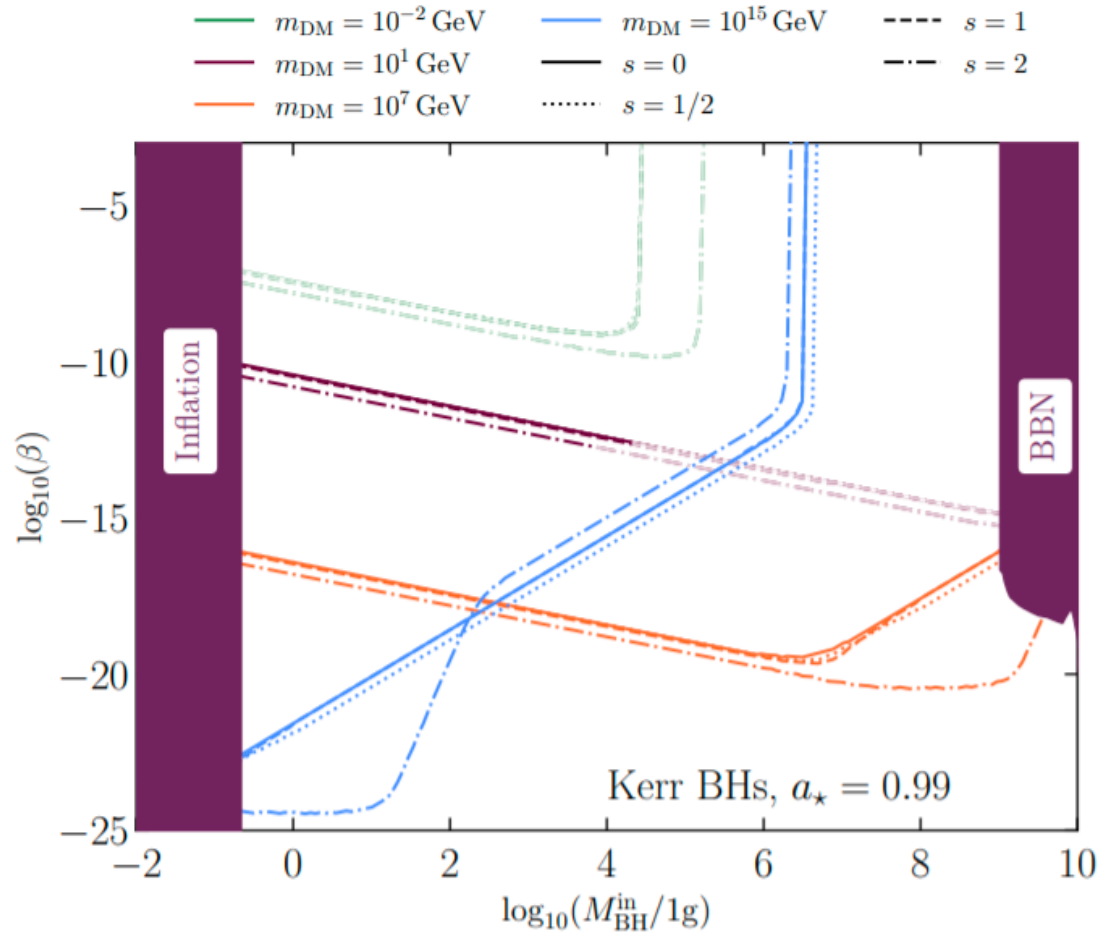 m_DM = 10^−2 GeV m_DM = 10^15 GeV s = 1
m_DM = 10^1 GeV s = 0 s = 2
m_DM = 10^7 GeV s = 1/2
−5
−10
−15
−20
−25
log₁₀(β)
Inflation
BBN
Kerr BHs, a⋆ = 0.99
−2 0 2 4 6 8 10
log₁₀(M_BH^in/1g)